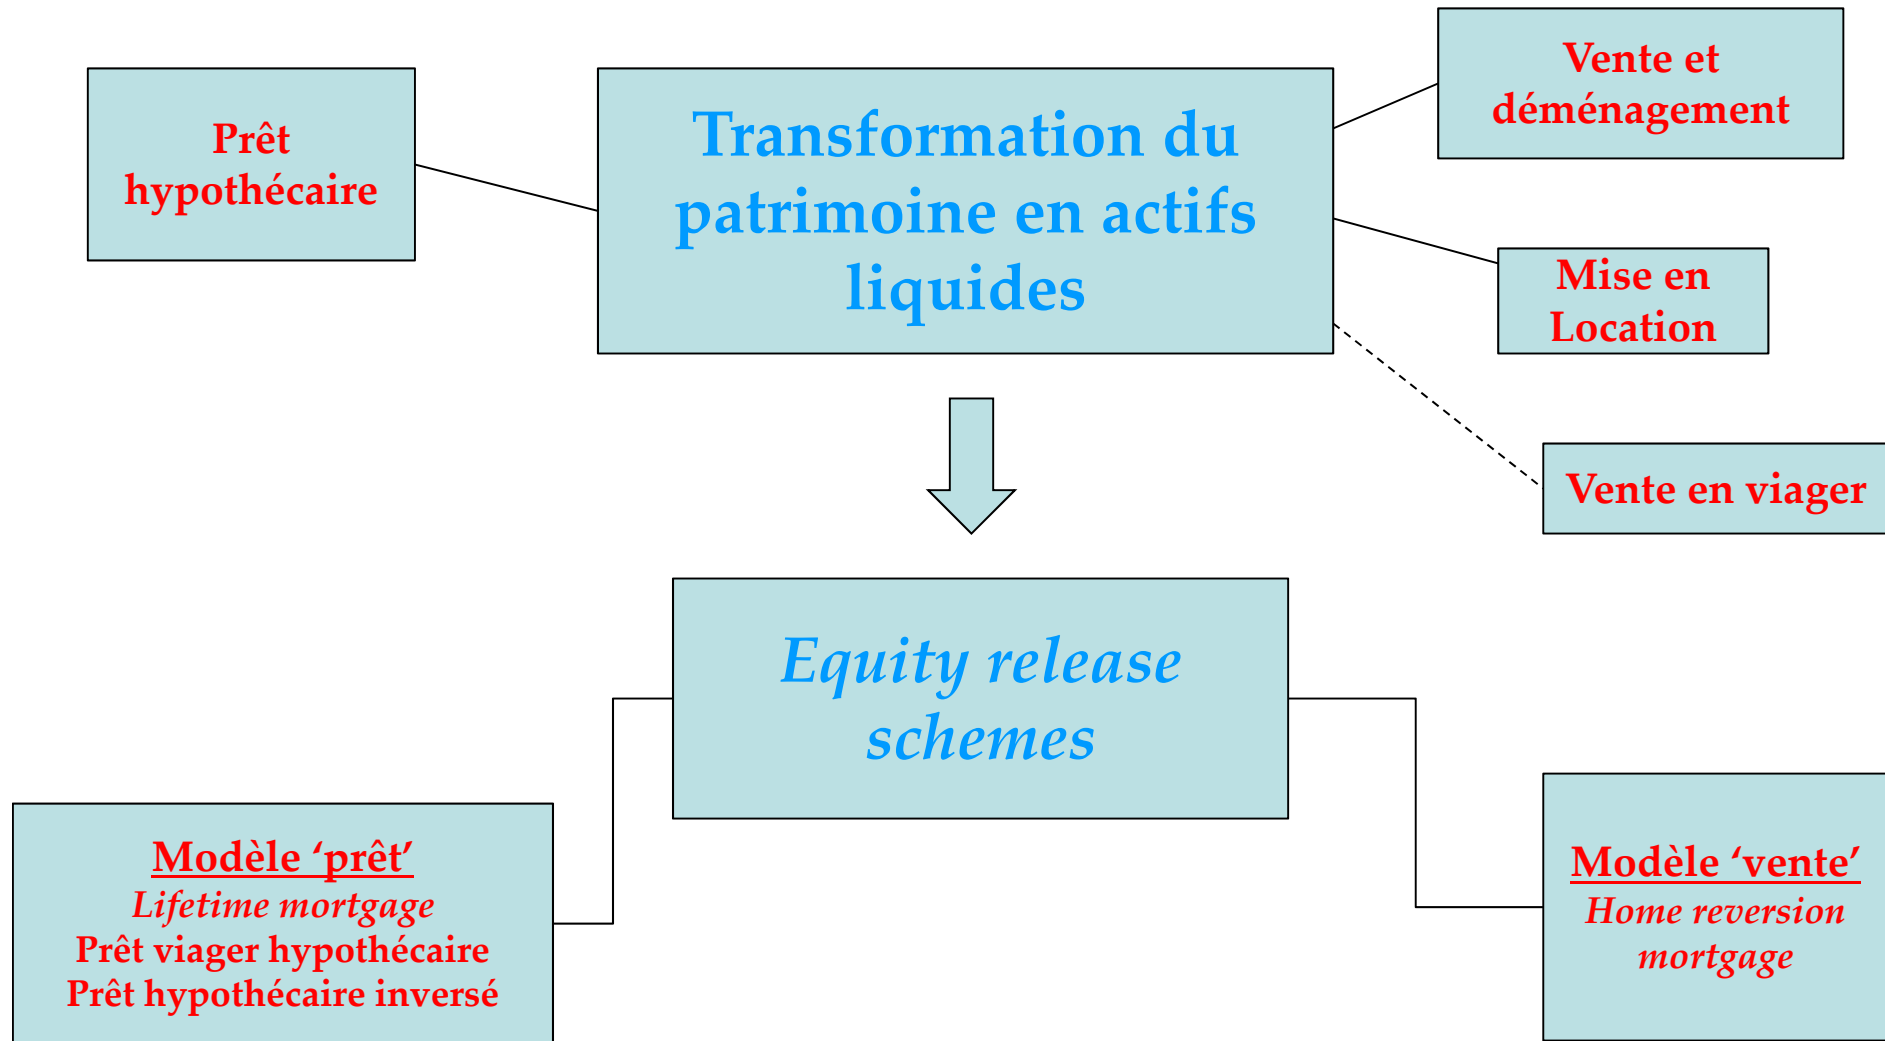 Prêt
hypothécaire
Transformation du
patrimoine en actifs
liquides
Vente et
déménagement
Mise en
Location
Vente en viager
Equity release
schemes
Modèle ‘prêt’
Lifetime mortgage
Prêt viager hypothécaire
Prêt hypothécaire inversé
Modèle ‘vente’
Home reversion
mortgage